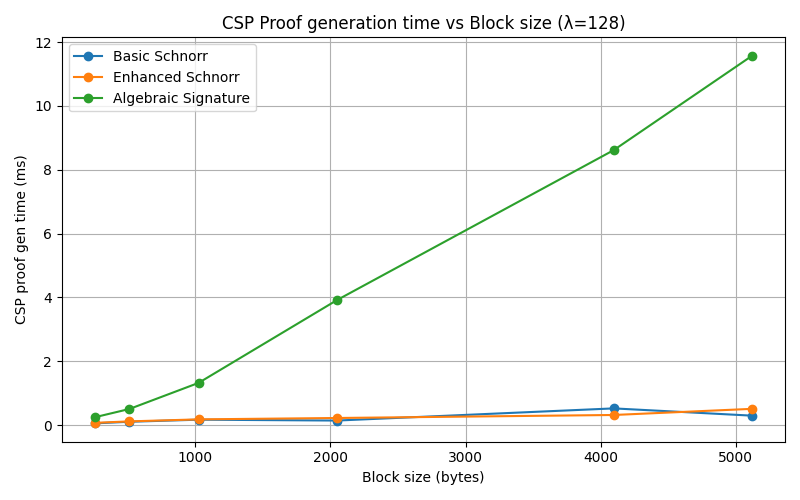 CSP Proof generation time vs Block size (λ=128)
Basic Schnorr
Enhanced Schnorr
Algebraic Signature
CSP proof gen time (ms)
12
10
8
6
4
2
0
1000
2000
3000
4000
5000
Block size (bytes)